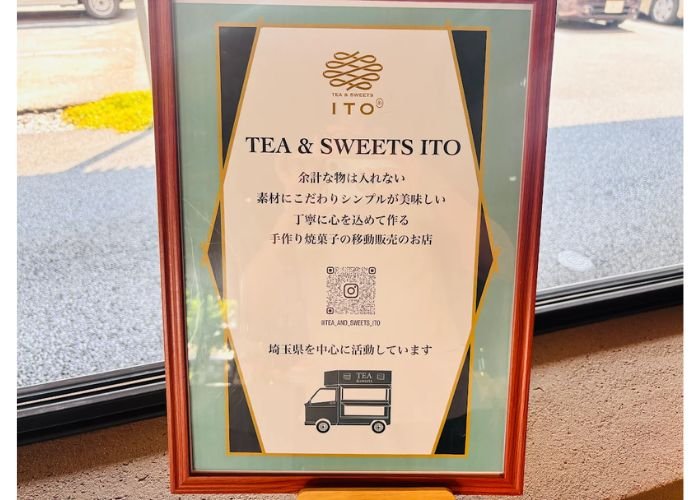 TEA & SWEETS
ITO®
TEA & SWEETS ITO
余計な物は入れない
素材にこだわりシンプルが美味しい
丁寧に心を込めて作る
手作り焼菓子の移動販売のお店
@TEA_AND_SWEETS_ITO
埼玉県を中心に活動しています
TEA
&SWEETS